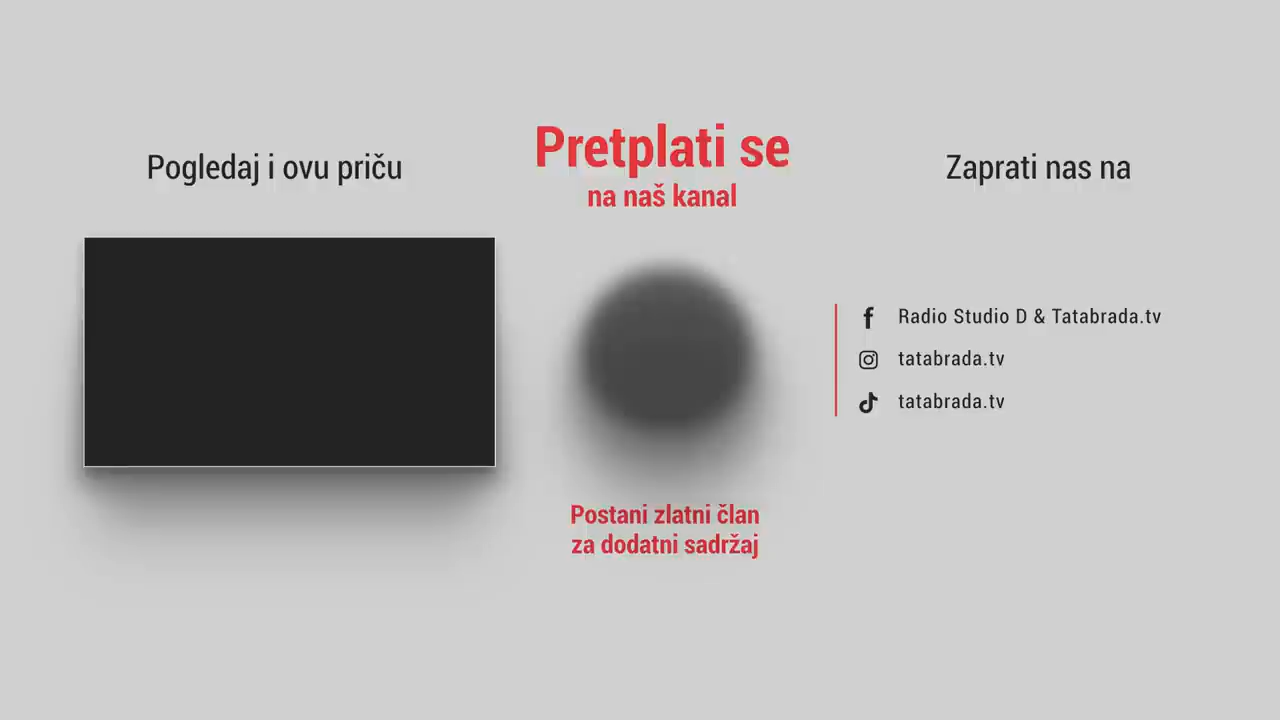 Pogledaj i ovu priču
Pretplati se
na naš kanal
Postani zlatni član
za dodatni sadržaj
Zaprati nas na
Radio Studio D & Tatabrada.tv
tatabrada.tv
tatabrada.tv